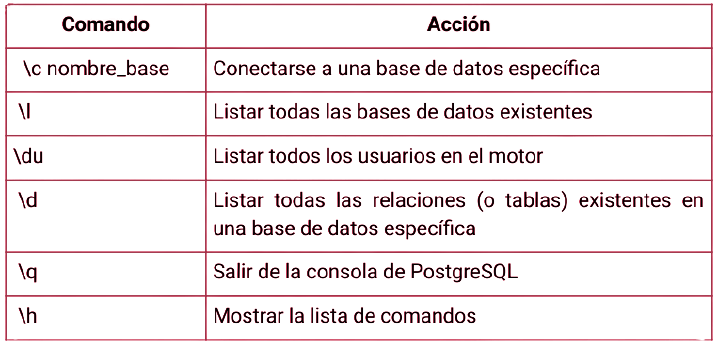 Comando Acción
\c nombre_base Conectarse a una base de datos específica
\l Listar todas las bases de datos existentes
\du Listar todos los usuarios en el motor
\d Listar todas las relaciones (o tablas) existentes en
una base de datos específica
\q Salir de la consola de PostgreSQL
\h Mostrar la lista de comandos